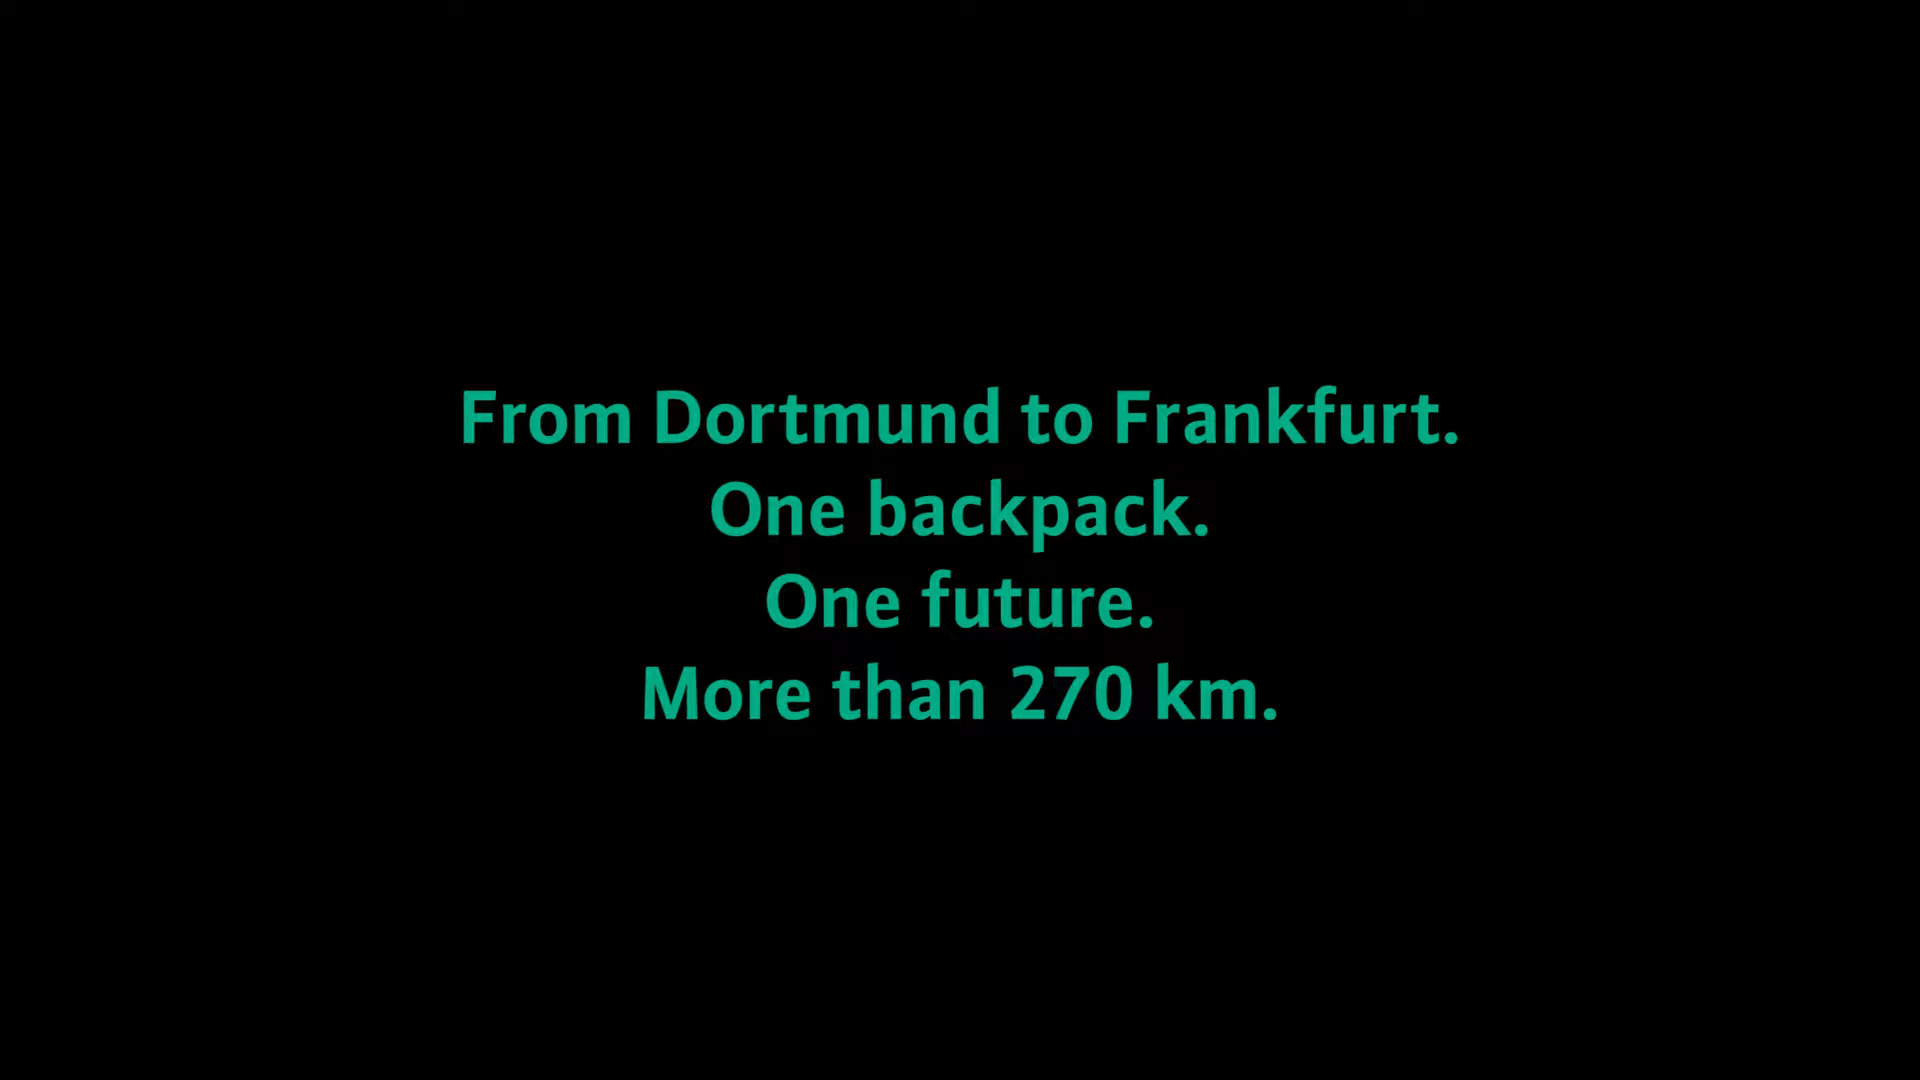 From Dortmund to Frankfurt.
One backpack.
One future.
More than 270 km.